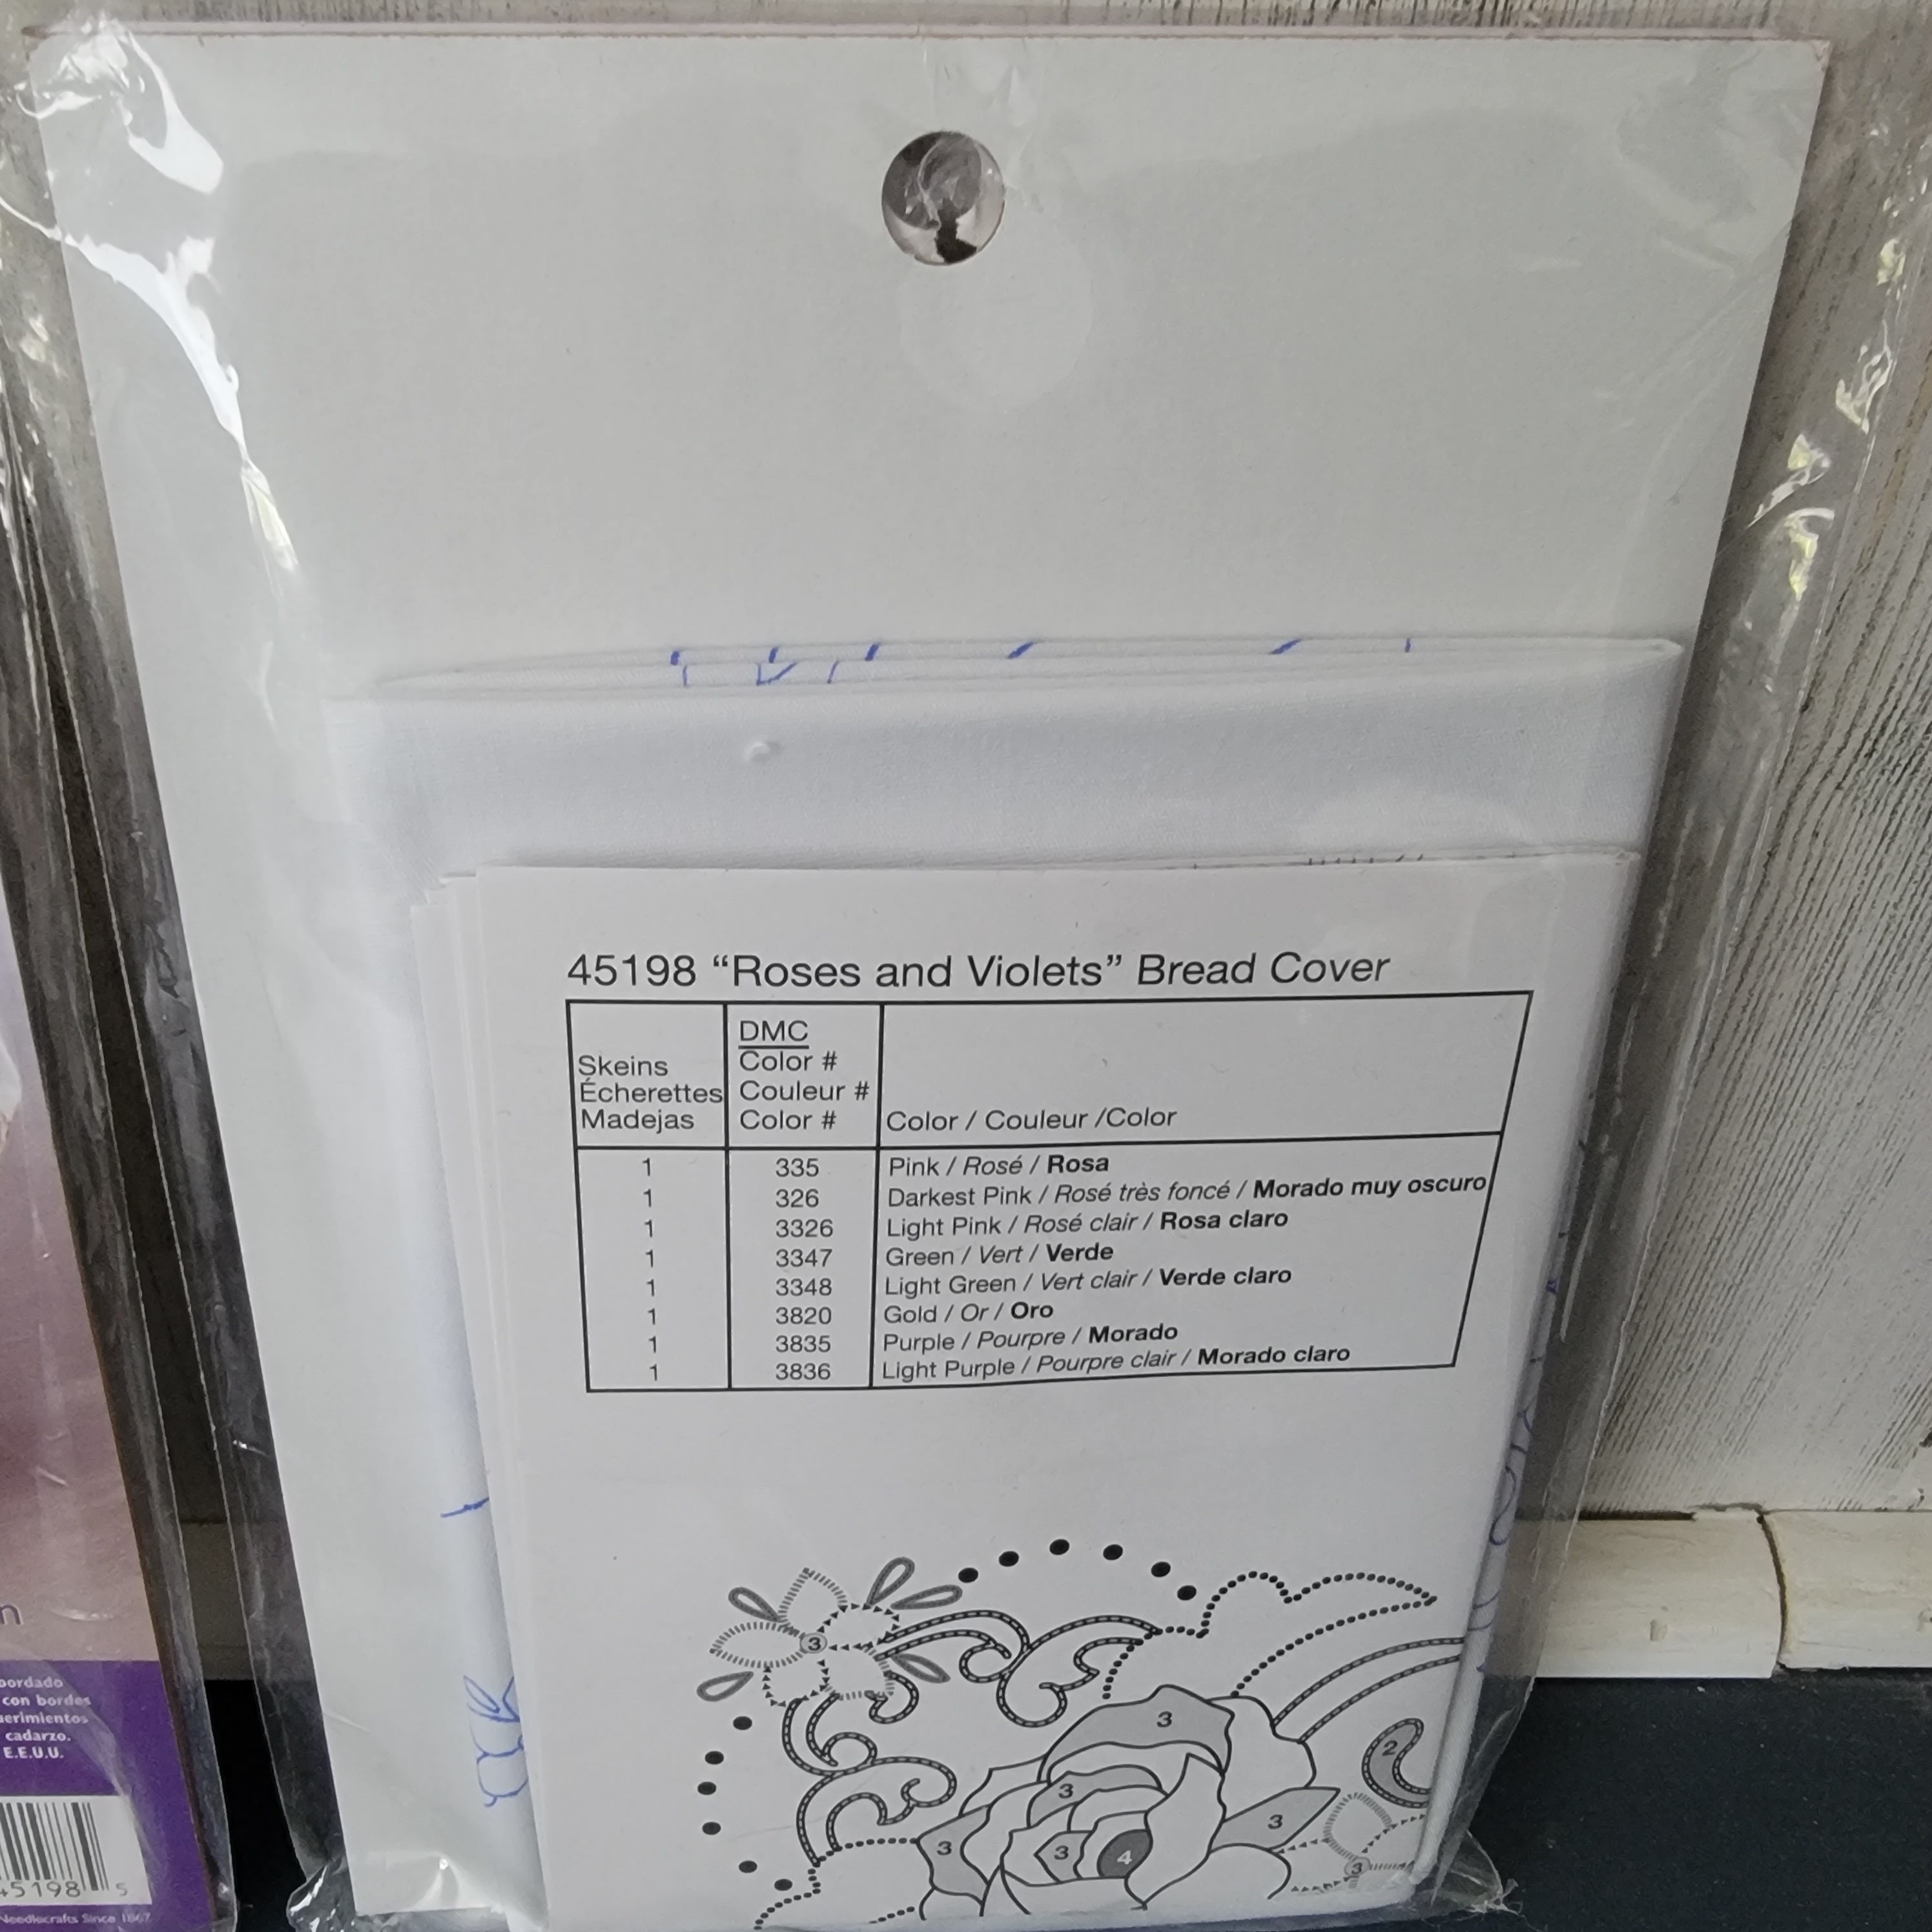 45198 “Roses and Violets” Bread Cover
Skeins
Écherettes
Madejas
DMC
Color #
Couleur #
Color #
Color / Couleur /Color
1 335 Pink / Rosé / Rosa
1 326 Darkest Pink / Rosé très foncé / Morado muy oscuro
1 3326 Light Pink / Rosé clair / Rosa claro
1 3347 Green / Vert / Verde
1 3348 Light Green / Vert clair / Verde claro
1 3820 Gold / Or / Oro
1 3835 Purple / Pourpre / Morado
1 3836 Light Purple / Pourpre clair / Morado claro
3
3
2
3
3
3
3
4
3
con bordes
cadarzo.
E.E.U.U.
45198 5
Needlecrafts Since 1867